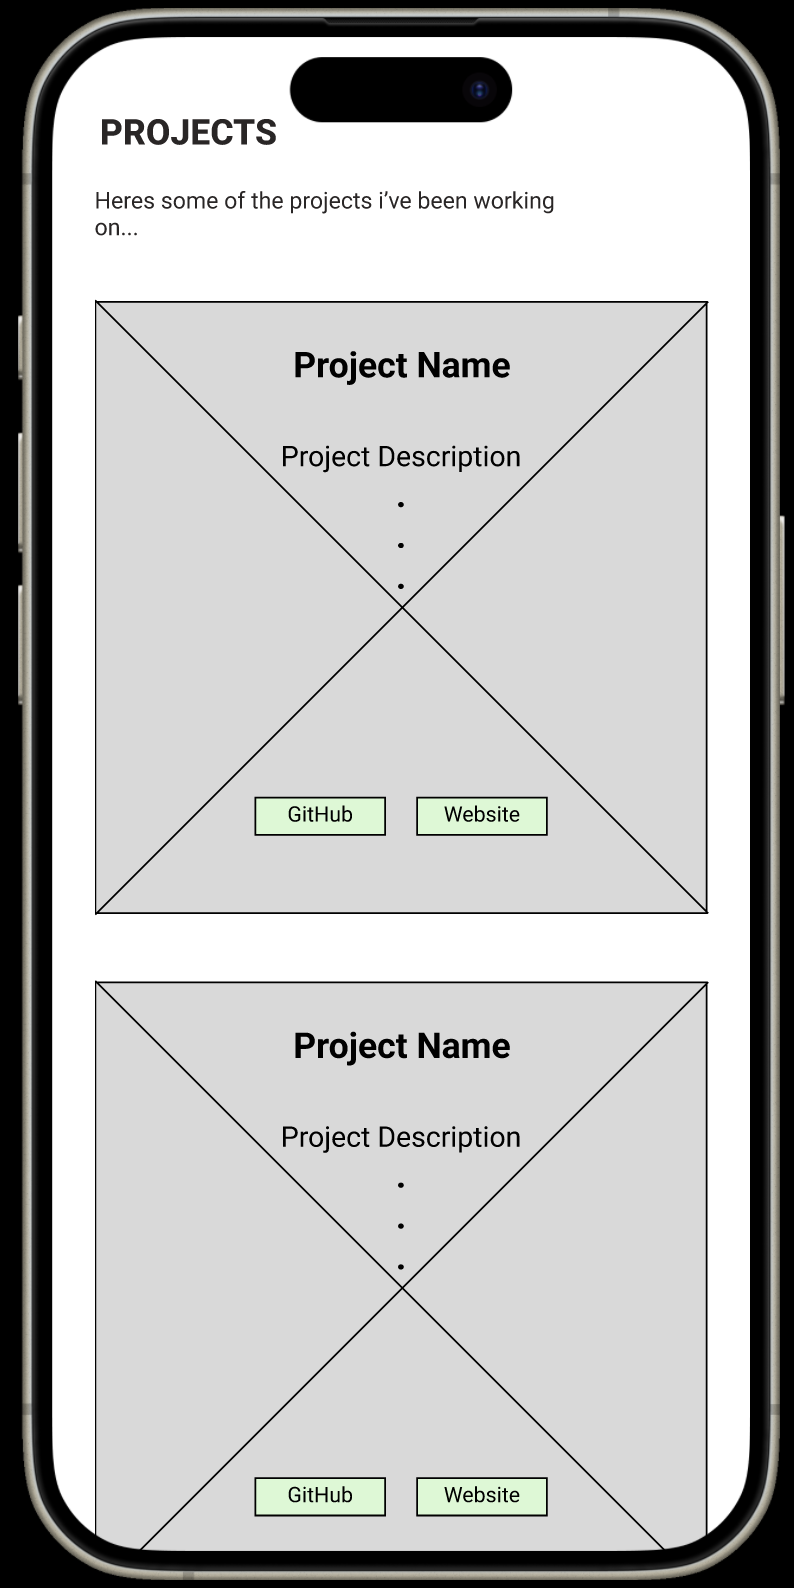 PROJECTS
Heres some of the projects i’ve been working
on...
Project Name
Project Description
.
.
.
GitHub Website
Project Name
Project Description
.
.
.
GitHub Website